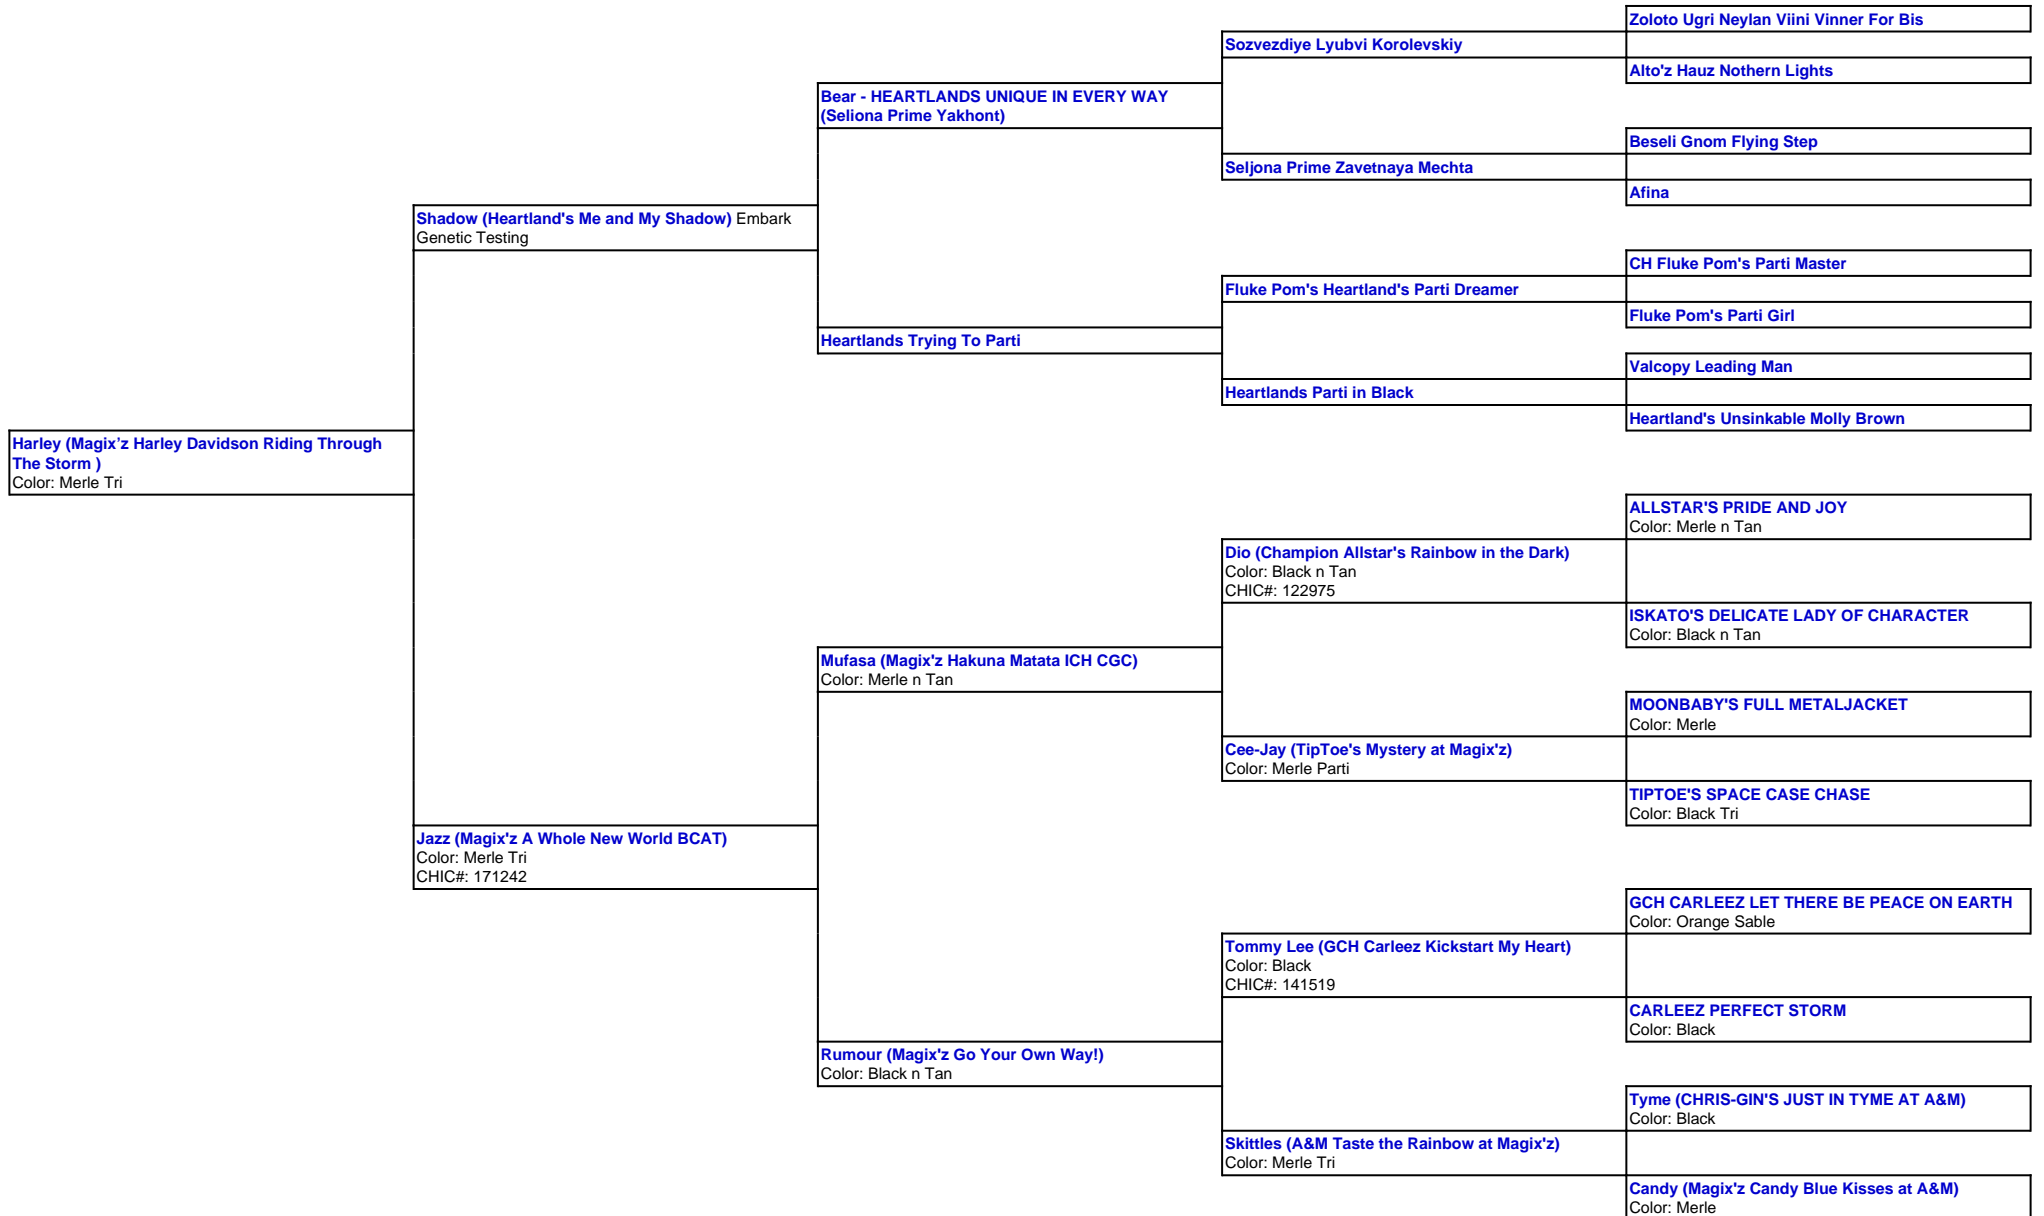 Zoloto Ugri Neylan Viini Vinner For Bis
Sozvezdiye Lyubvi Korolevskiy
Alto'z Hauz Nothern Lights
Bear - HEARTLANDS UNIQUE IN EVERY WAY
(Seliona Prime Yakhont)
Beseli Gnom Flying Step
Seljona Prime Zavetnaya Mechta
Afina
Shadow (Heartland's Me and My Shadow) Embark
Genetic Testing
CH Fluke Pom's Parti Master
Fluke Pom's Heartland's Parti Dreamer
Fluke Pom's Parti Girl
Heartlands Trying To Parti
Valcopy Leading Man
Heartlands Parti in Black
Heartland's Unsinkable Molly Brown
Harley (Magix’z Harley Davidson Riding Through
The Storm )
Color: Merle Tri
ALLSTAR'S PRIDE AND JOY
Color: Merle n Tan
Dio (Champion Allstar's Rainbow in the Dark)
Color: Black n Tan
CHIC#: 122975
ISKATO'S DELICATE LADY OF CHARACTER
Color: Black n Tan
Mufasa (Magix'z Hakuna Matata ICH CGC)
Color: Merle n Tan
MOONBABY'S FULL METALJACKET
Color: Merle
Cee-Jay (TipToe's Mystery at Magix'z)
Color: Merle Parti
TIPTOE'S SPACE CASE CHASE
Color: Black Tri
Jazz (Magix'z A Whole New World BCAT)
Color: Merle Tri
CHIC#: 171242
GCH CARLEEZ LET THERE BE PEACE ON EARTH
Color: Orange Sable
Tommy Lee (GCH Carleez Kickstart My Heart)
Color: Black
CHIC#: 141519
CARLEEZ PERFECT STORM
Color: Black
Rumour (Magix'z Go Your Own Way!)
Color: Black n Tan
Tyme (CHRIS-GIN'S JUST IN TYME AT A&M)
Color: Black
Skittles (A&M Taste the Rainbow at Magix'z)
Color: Merle Tri
Candy (Magix'z Candy Blue Kisses at A&M)
Color: Merle